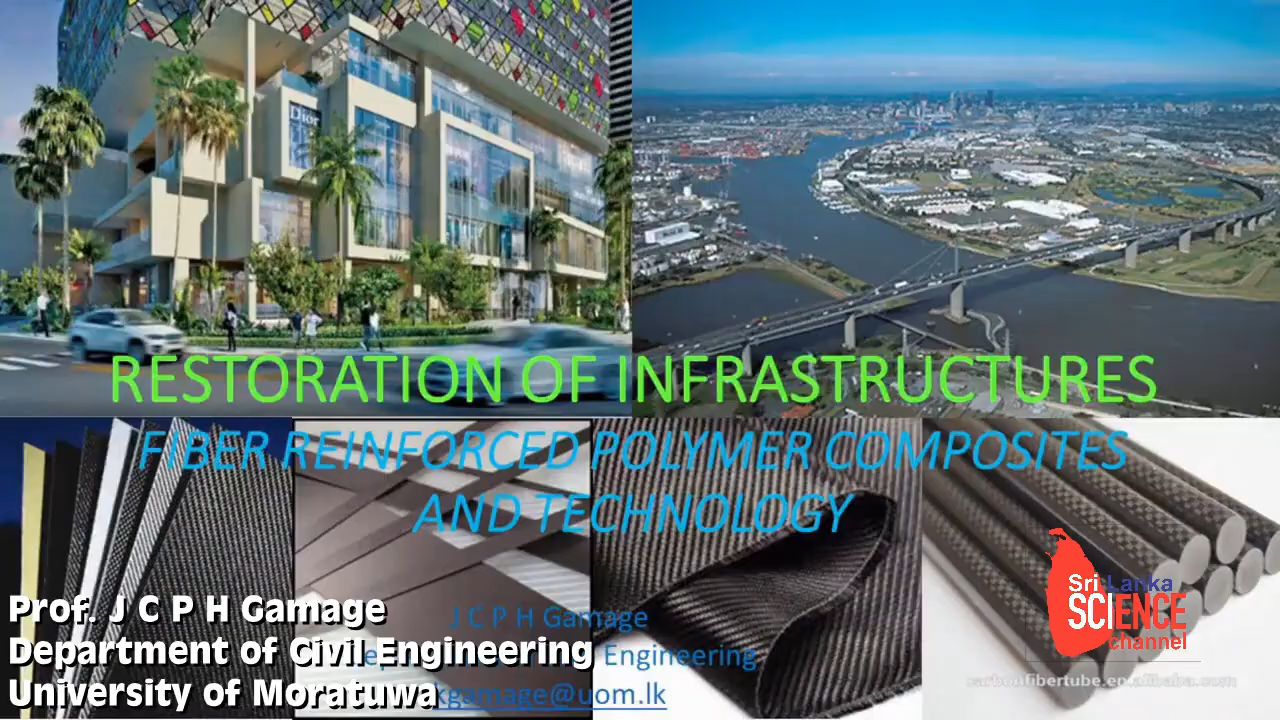 Dior
RESTORATION OF INFRASTRUCTURES
FIBER REINFORCED POLYMER COMPOSITES
AND TECHNOLOGY
J C P H Gamage
Engineering
kgamage@uom.lk
Prof. J C P H Gamage
Department of Civil Engineering
University of Moratuwa
Sri Lanka
SCIENCE
channel
carbonfibertube.en.alibaba.com